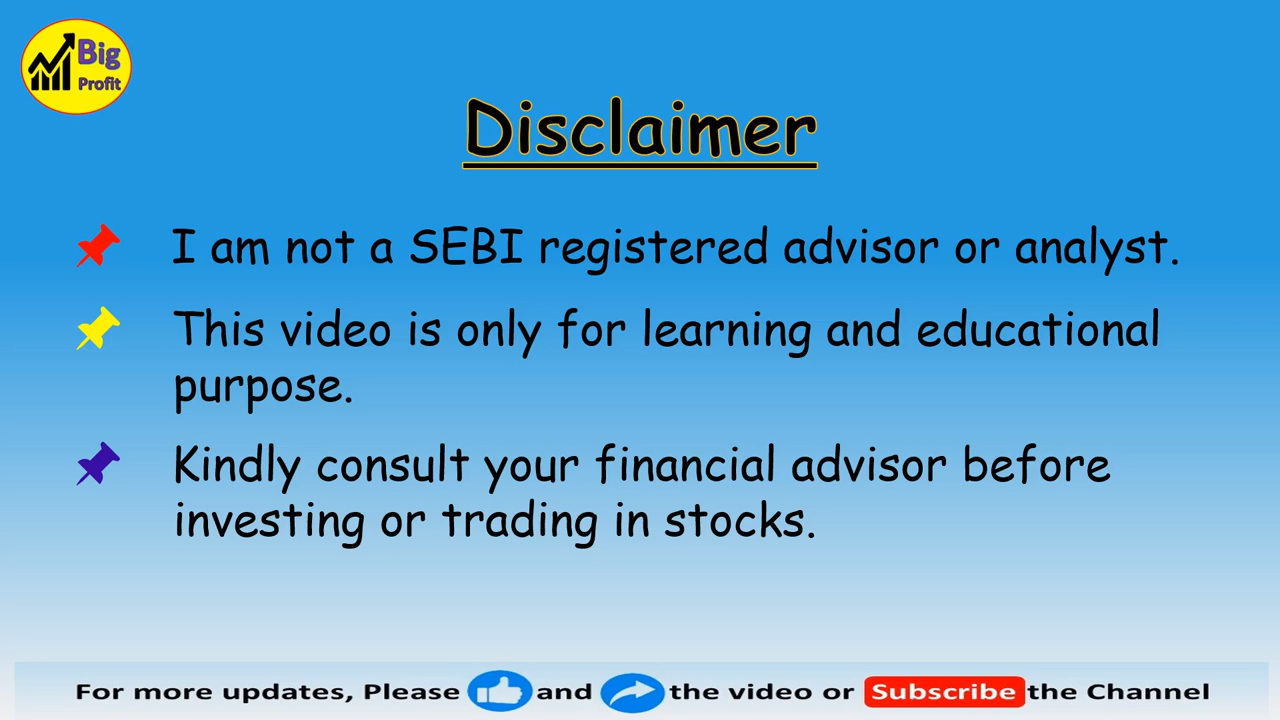 Big
Profit
Disclaimer
I am not a SEBI registered advisor or analyst.
This video is only for learning and educational
purpose.
Kindly consult your financial advisor before
investing or trading in stocks.
For more updates, Please and the video or Subscribe the Channel